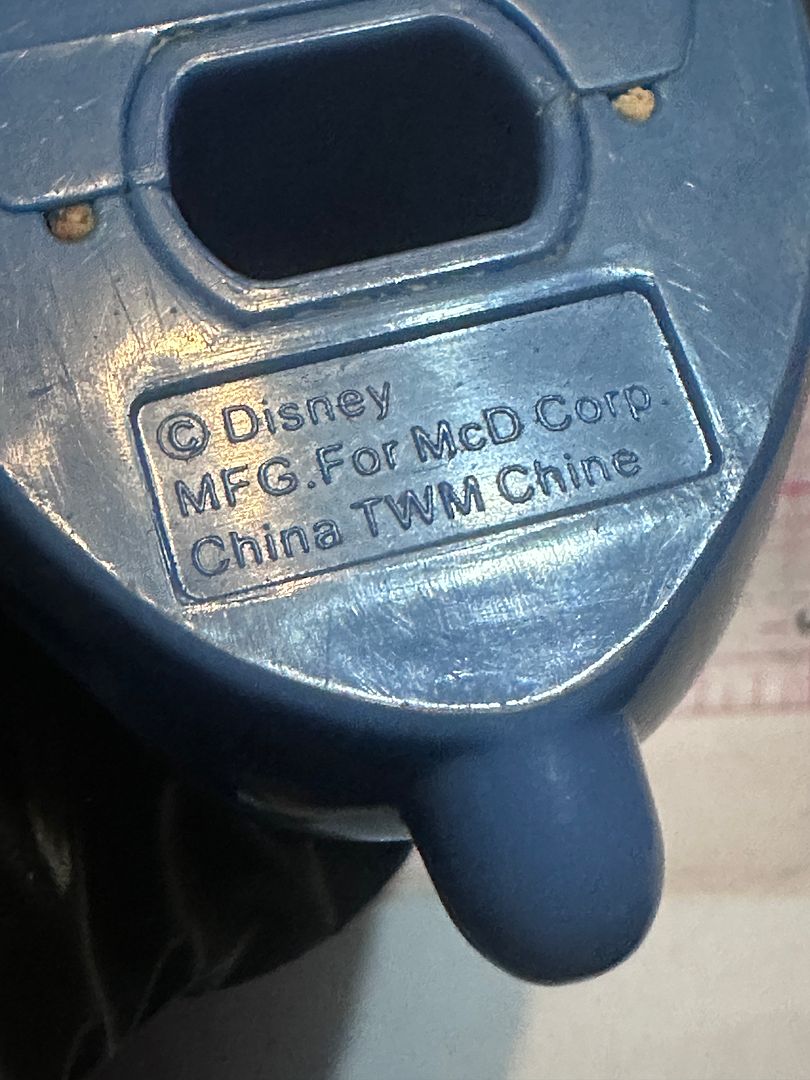 © Disney
MFG.For McD Corp.
China TWM Chine